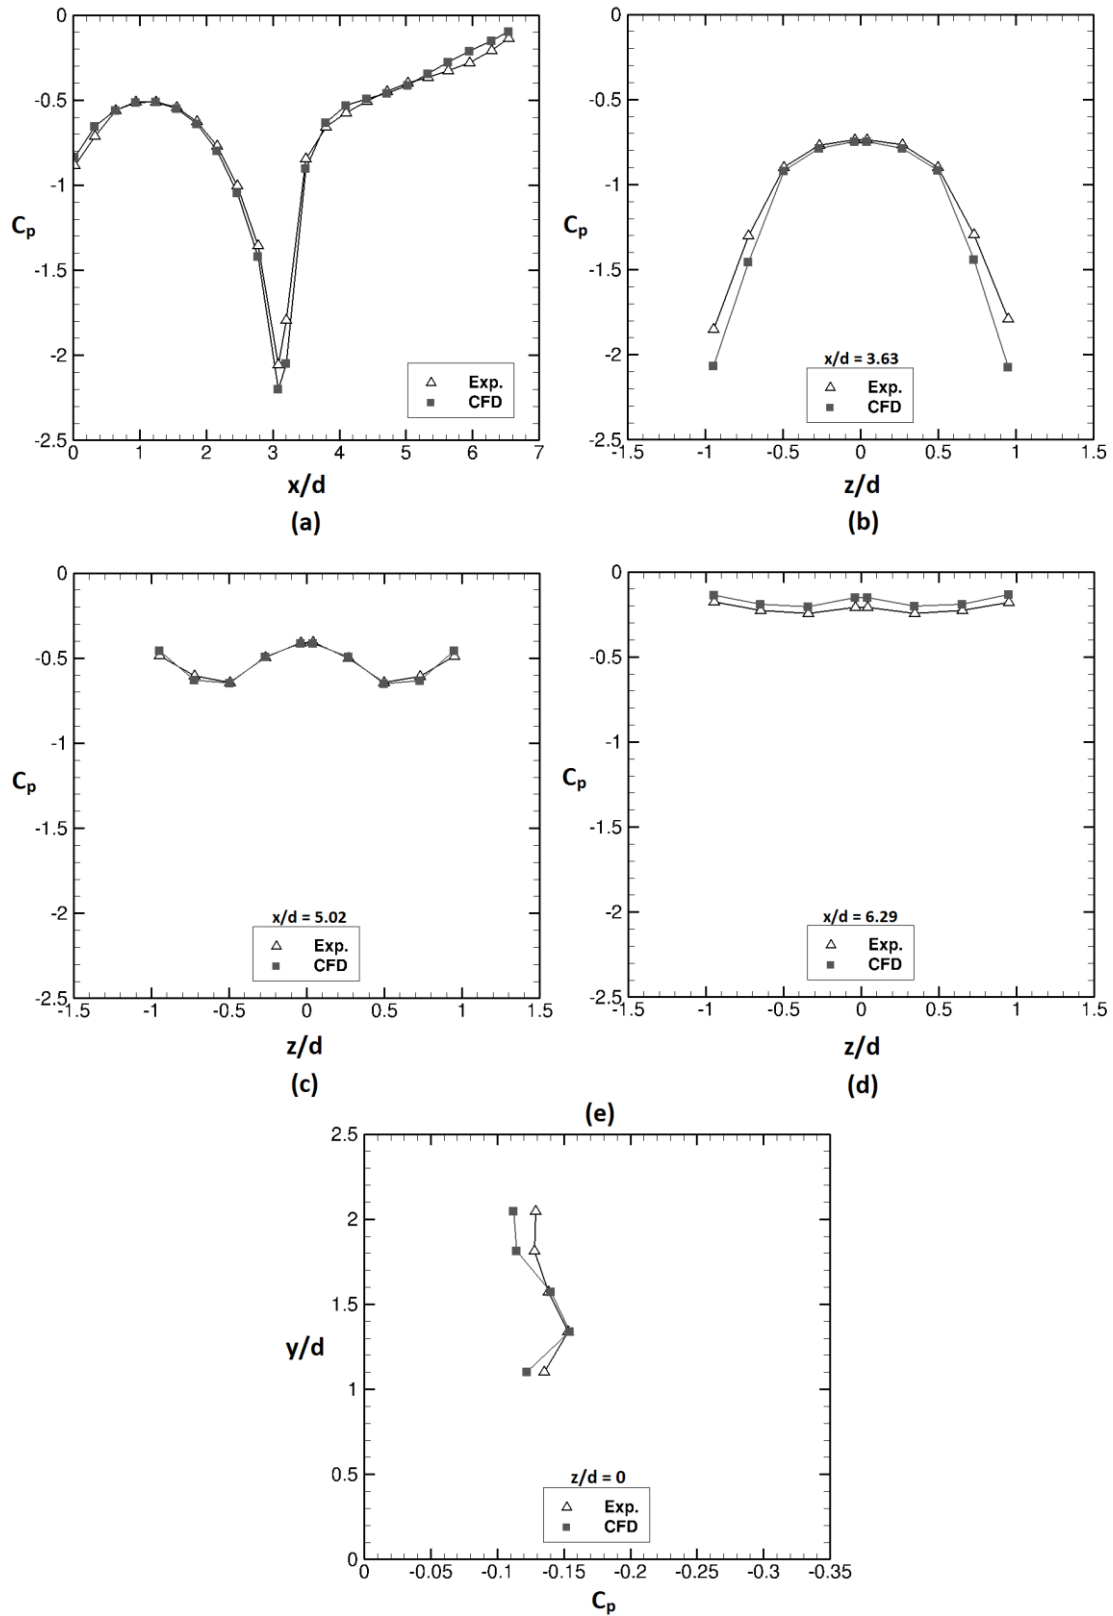 0
-0.5
-1
Cₚ
-1.5
-2
-2.5
Exp.
CFD
0 1 2 3 4 5 6 7
x/d
(a)
0
-0.5
-1
Cₚ
-1.5
-2
-2.5
x/d = 3.63
Exp.
CFD
-1.5 -1 -0.5 0 0.5 1 1.5
z/d
(b)
0
-0.5
-1
Cₚ
-1.5
-2
-2.5
x/d = 5.02
Exp.
CFD
-1.5 -1 -0.5 0 0.5 1 1.5
z/d
(c)
0
-0.5
-1
Cₚ
-1.5
-2
-2.5
x/d = 6.29
Exp.
CFD
-1.5 -1 -0.5 0 0.5 1 1.5
z/d
(d)
(e)
2.5
2
1.5
y/d
1
0.5
0
z/d = 0
Exp.
CFD
0 -0.05 -0.1 -0.15 -0.2 -0.25 -0.3 -0.35
Cₚ